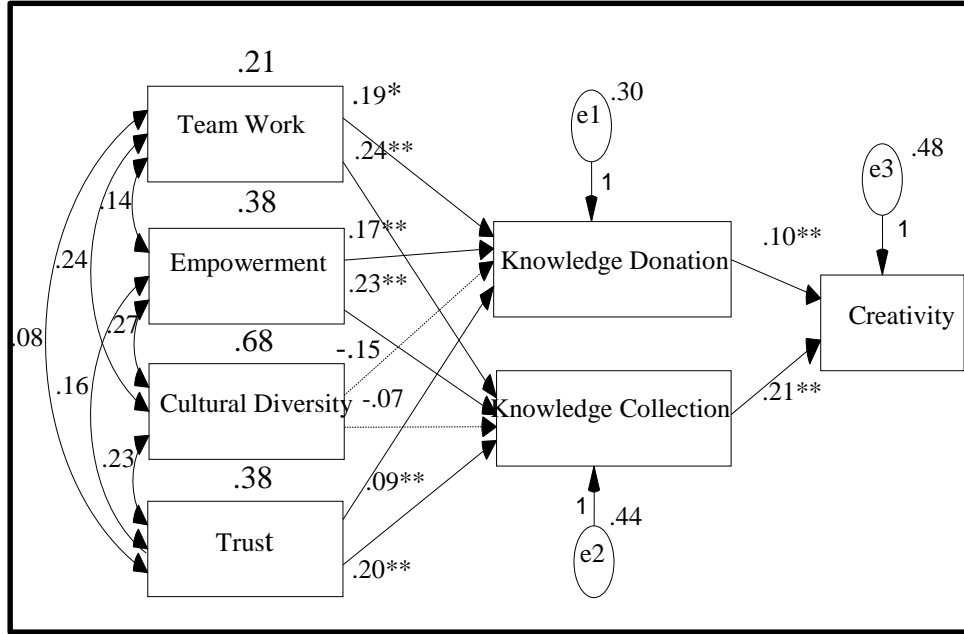 .21
Team Work
.19*
.24**
.30
e1
1
.48
e3
1
.14
.38
Empowerment
.17**
.23**
Knowledge Donation
.10**
.24
.27
.08
.68
-.15
Creativity
.16
Cultural Diversity
-.07
Knowledge Collection
.21**
.23
.38
.09**
Trust
.20**
1
.44
e2